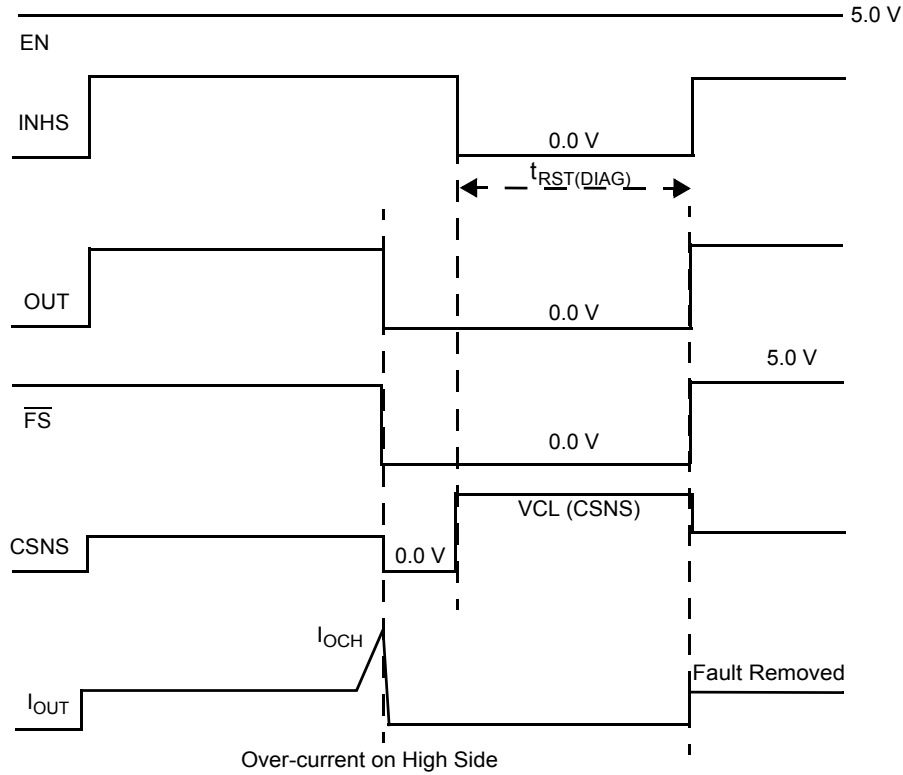 5.0 V
EN
INHS
0.0 V
tRST(DIAG)
OUT
0.0 V
5.0 V
FS
0.0 V
VCL (CSNS)
CSNS
0.0 V
IOCH
Fault Removed
IOUT
Over-current on High Side